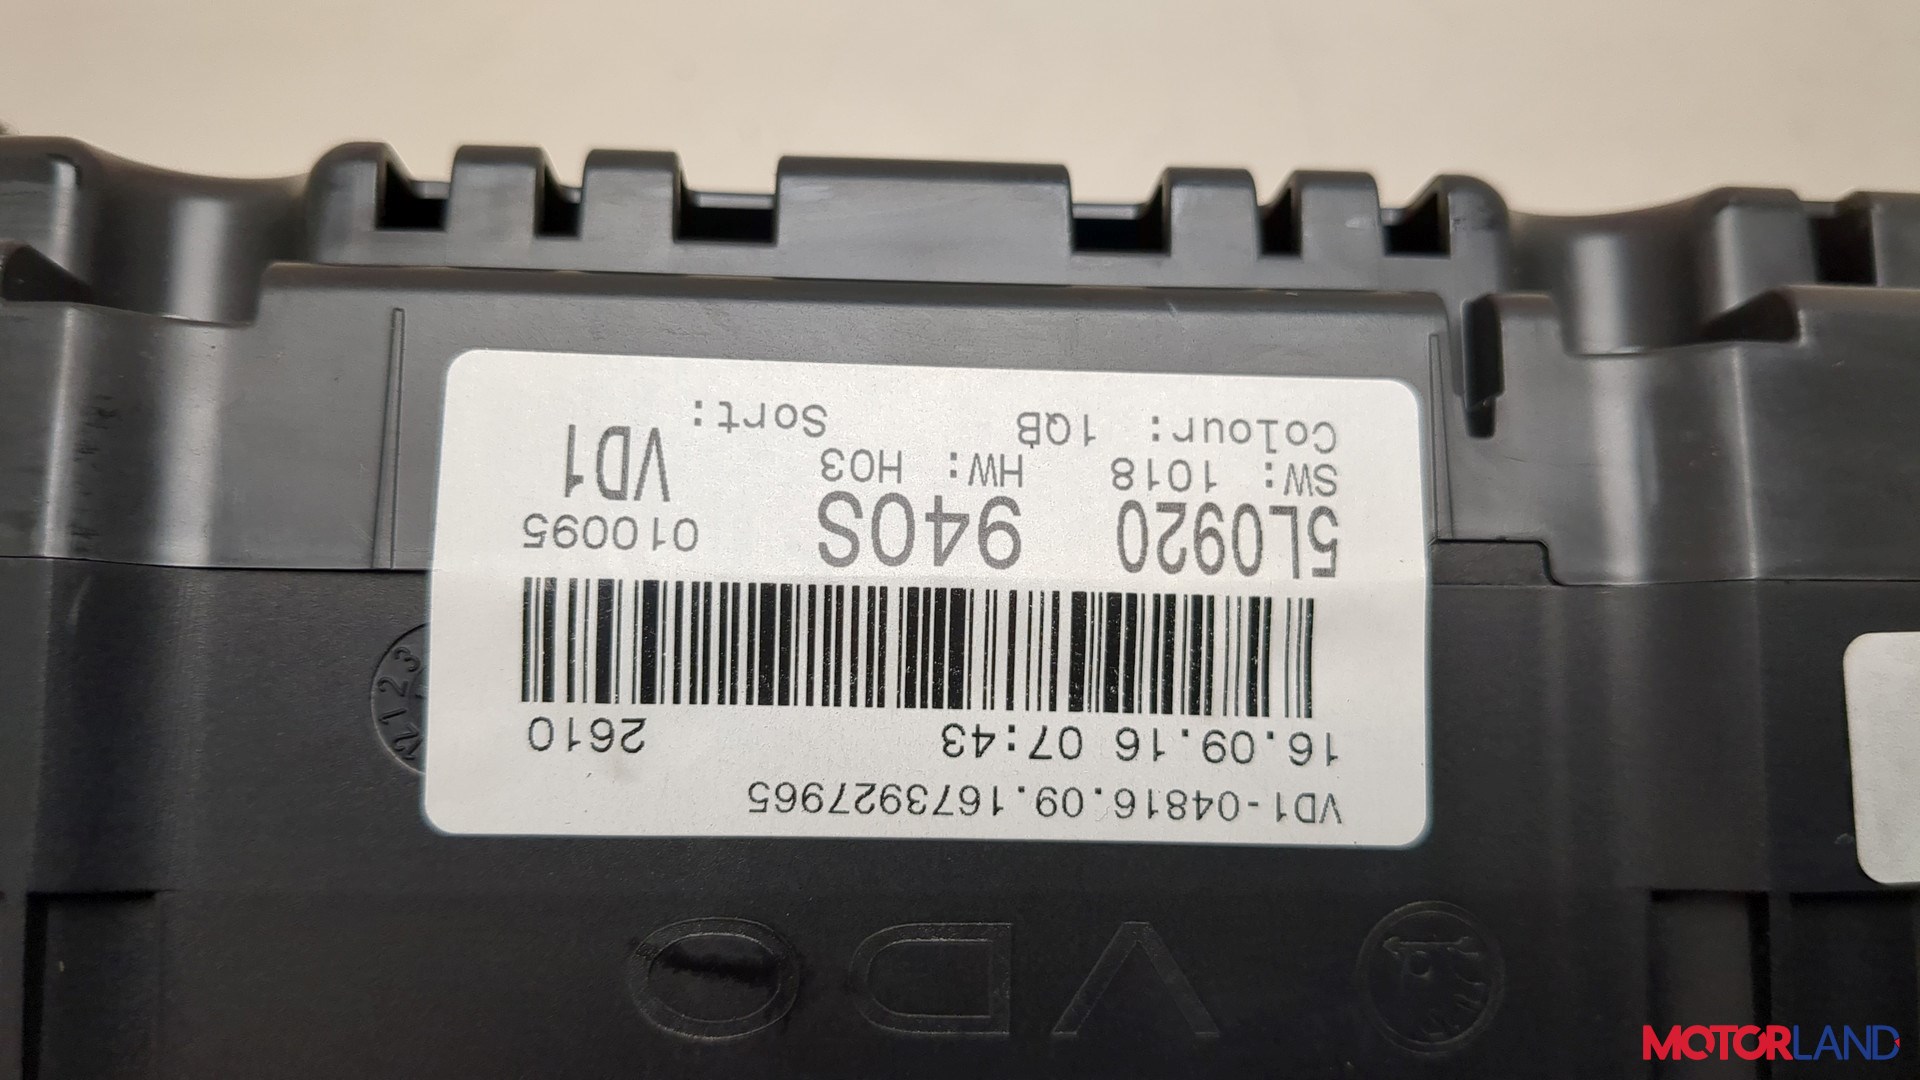 VDO
VD1-04816.09.1673927965
16.09.16 07:43 2610
5L0920 940S 010095
SW: 1018 HW: H03 VD1
Colour: 1QB Sort:
MOTORLAND